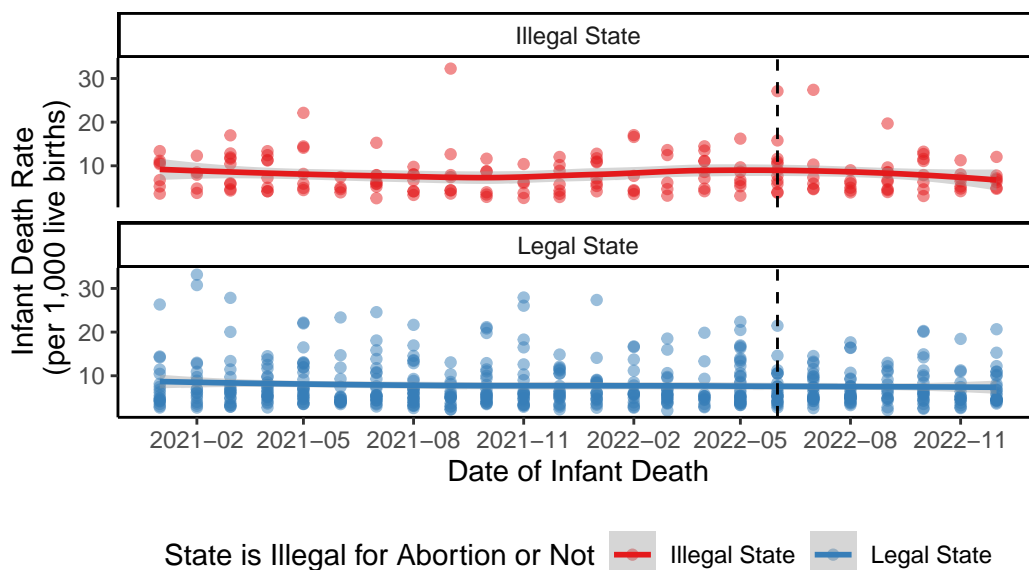 Illegal State
30
20
10
Legal State
30
20
10
Infant Death Rate
(per 1,000 live births)
2021−02 2021−05 2021−08 2021−11 2022−02 2022−05 2022−08 2022−11
Date of Infant Death
State is Illegal for Abortion or Not Illegal State Legal State